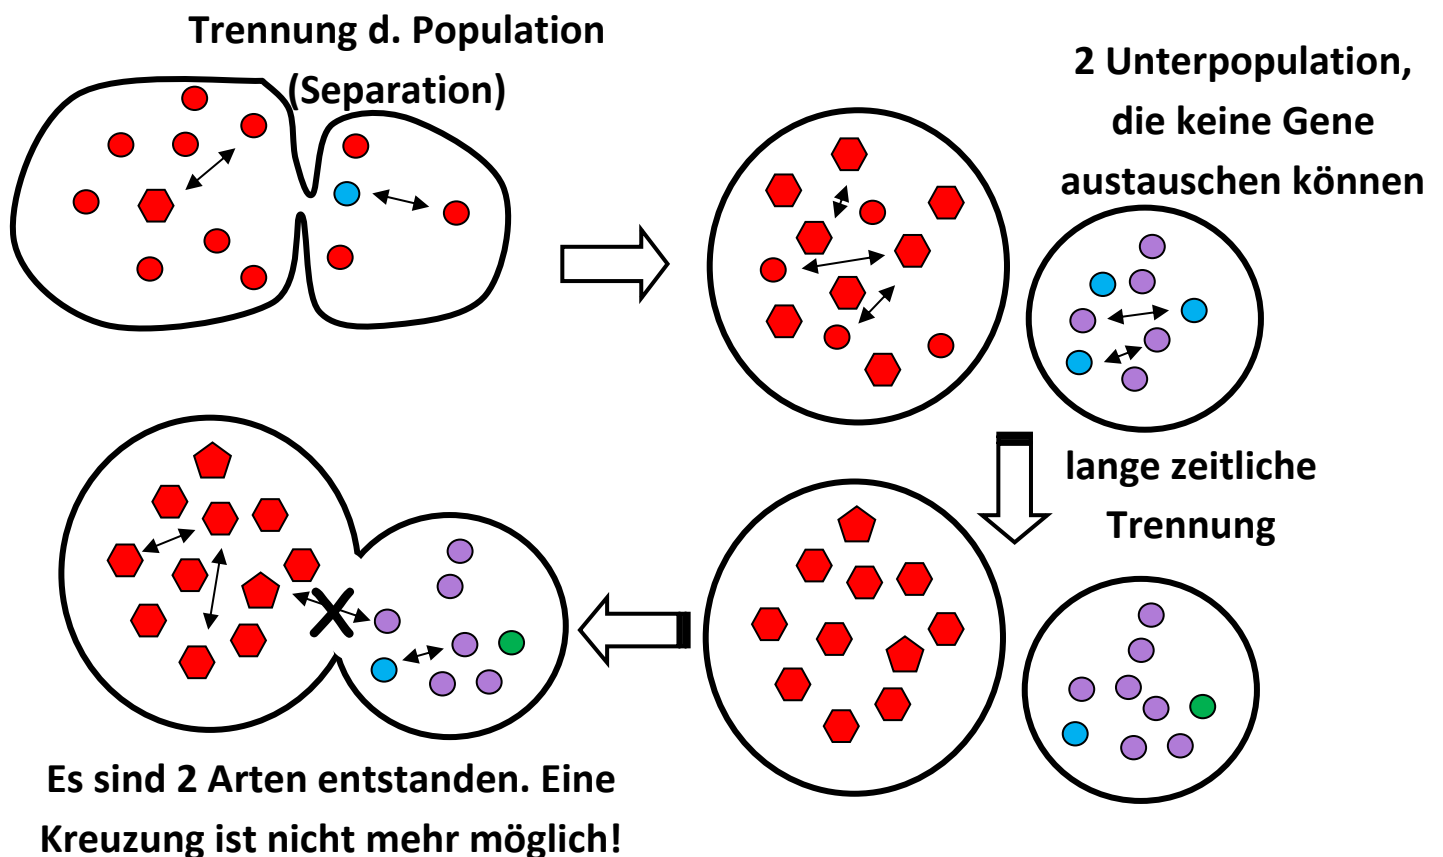 Trennung d. Population
(Separation)
2 Unterpopulation,
die keine Gene
austauschen können
lange zeitliche
Trennung
Es sind 2 Arten entstanden. Eine
Kreuzung ist nicht mehr möglich!